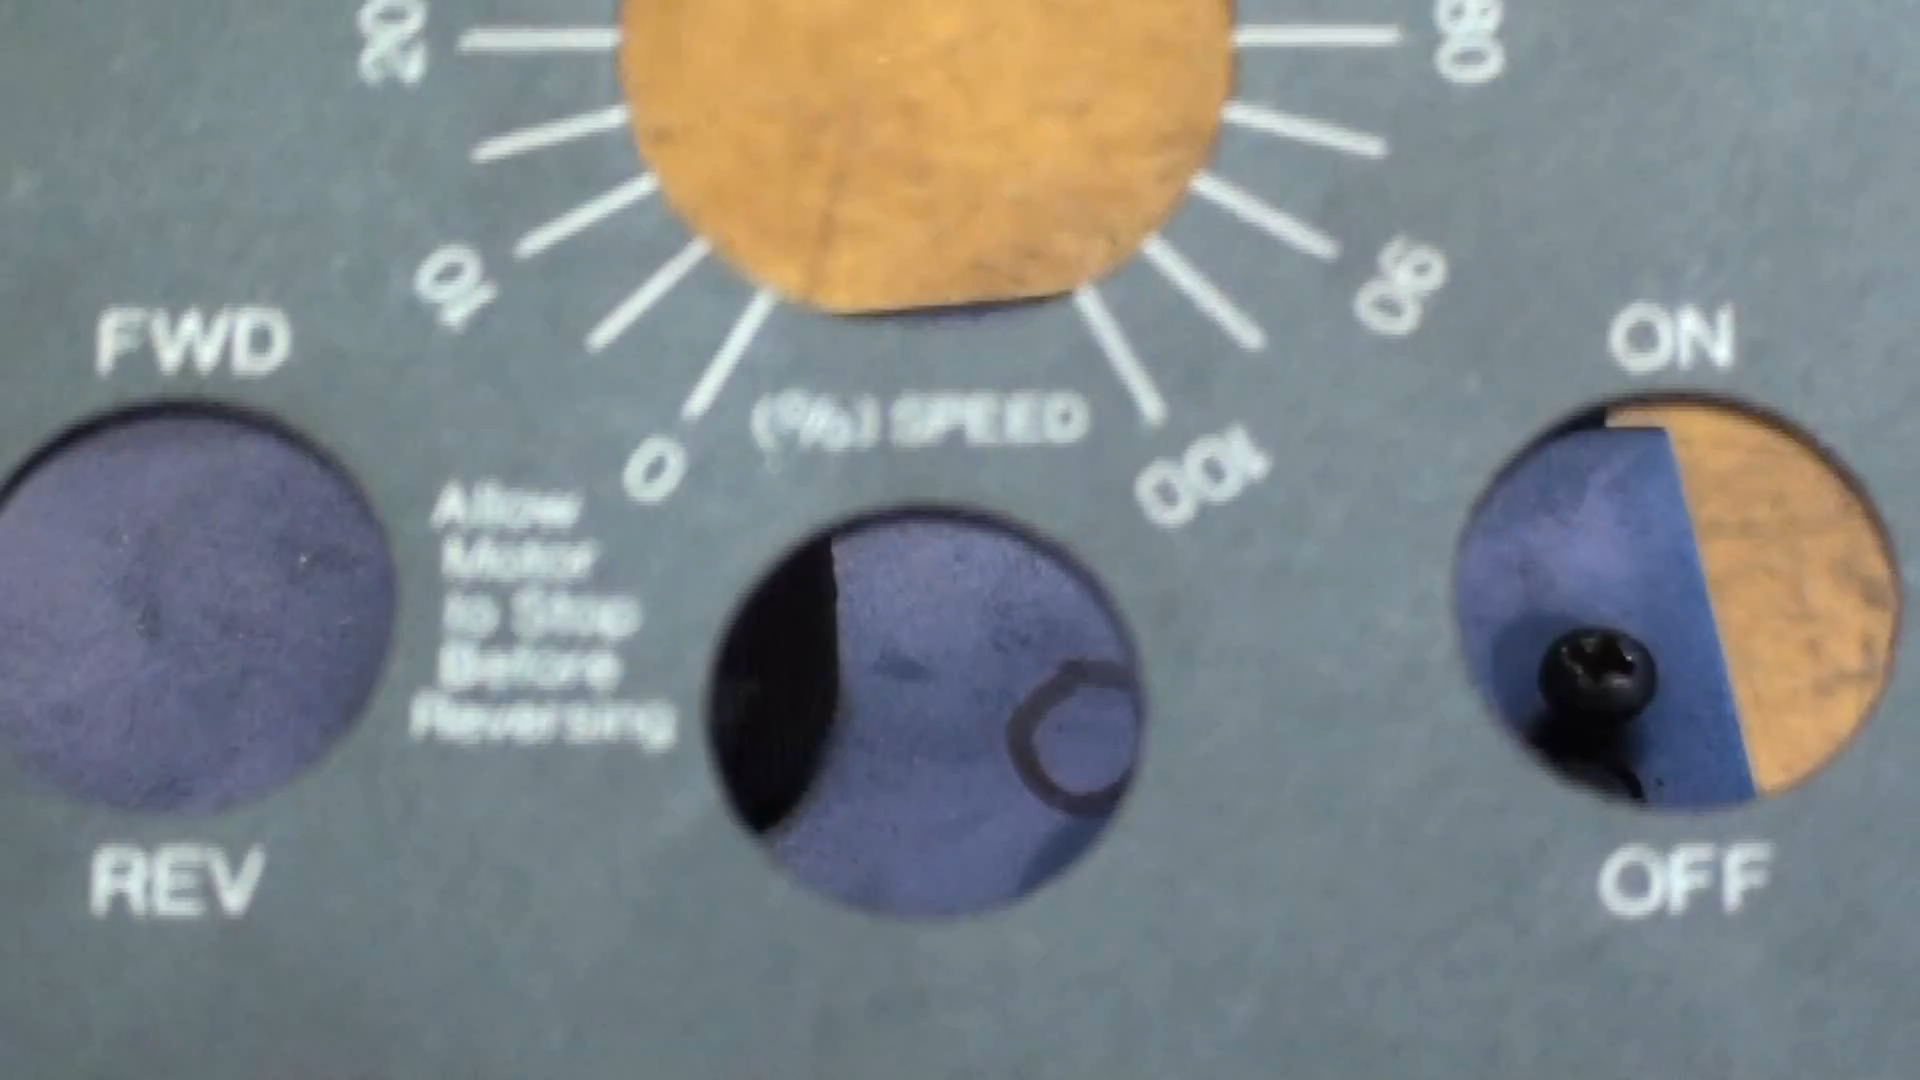 20
80
10
90
FWD
ON
0
(%) SPEED
100
Allow
Motor
to Stop
Before
Reversing
REV
OFF